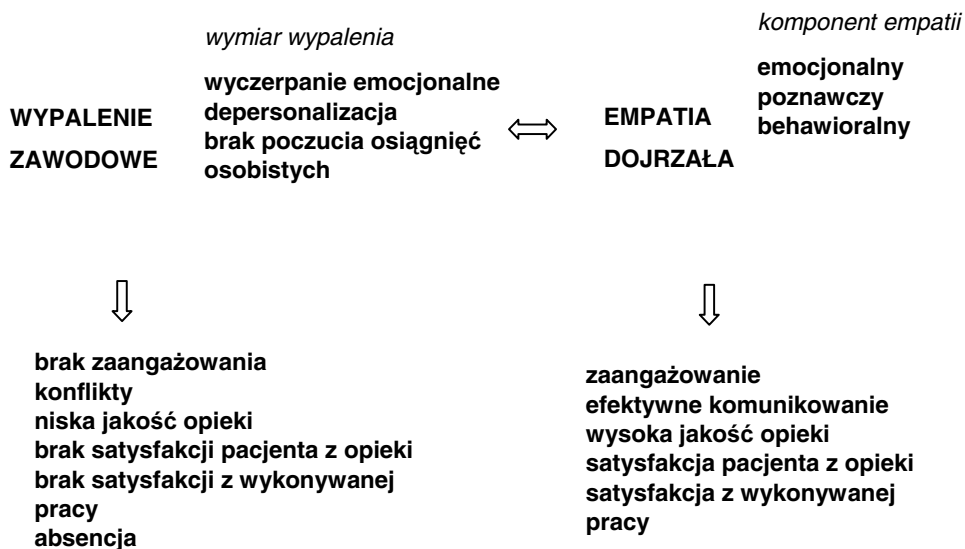 wymiar wypalenia
komponent empatii
WYPALENIE
ZAWODOWE
wyczerpanie emocjonalne
depersonalizacja
brak poczucia osiągnięć
osobistych
EMPATIA
DOJRZAŁA
emocjonalny
poznawczy
behawioralny
brak zaangażowania
konflikty
niska jakość opieki
brak satysfakcji pacjenta z opieki
brak satysfakcji z wykonywanej
pracy
absencja
zaangażowanie
efektywne komunikowanie
wysoka jakość opieki
satysfakcja pacjenta z opieki
satysfakcja z wykonywanej
pracy